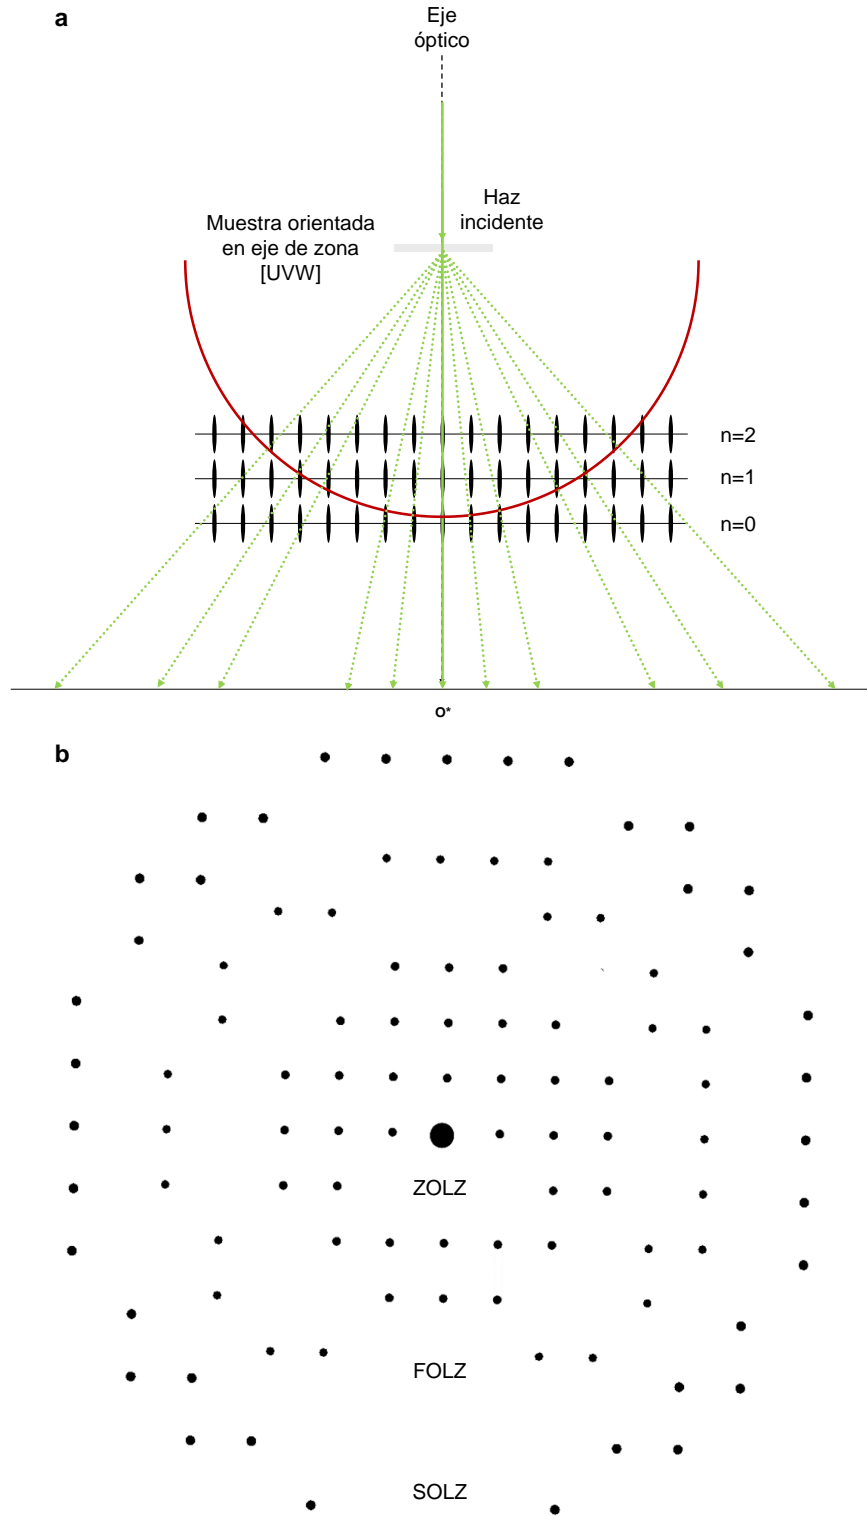 a
Eje
óptico
Haz
incidente
Muestra orientada
en eje de zona
[UVW]
n=2
n=1
n=0
O*
b
ZOLZ
FOLZ
SOLZ